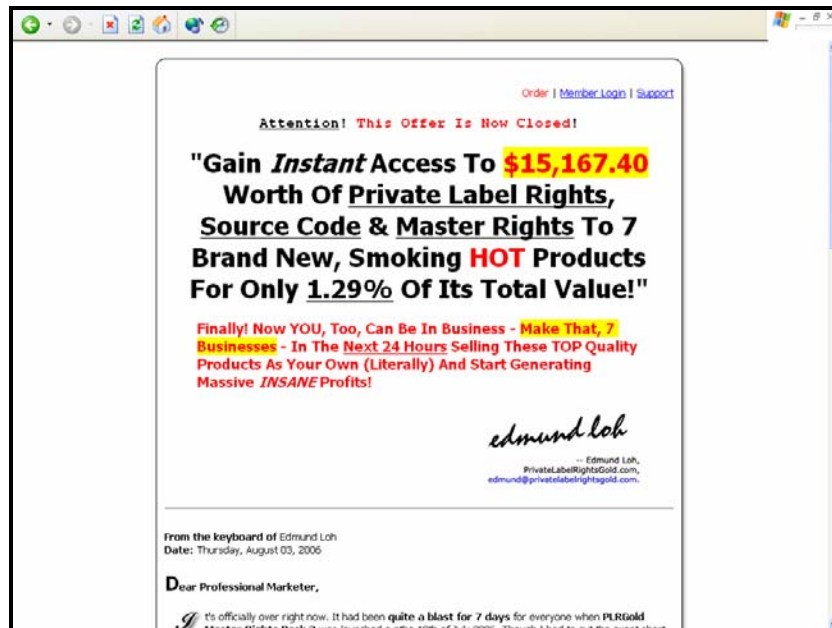 Order | Member Login | Support
Attention! This Offer Is Now Closed!
"Gain Instant Access To $15,167.40
Worth Of Private Label Rights,
Source Code & Master Rights To 7
Brand New, Smoking HOT Products
For Only 1.29% Of Its Total Value!"
Finally! Now YOU, Too, Can Be In Business - Make That, 7
Businesses - In The Next 24 Hours Selling These TOP Quality
Products As Your Own (Literally) And Start Generating
Massive INSANE Profits!
edmund loh
-- Edmund Loh,
PrivateLabelRightsGold.com,
edmund@privatelabelrightsgold.com.
From the keyboard of Edmund Loh
Date: Thursday, August 03, 2006
Dear Professional Marketer,
It's officially over right now. It had been quite a blast for 7 days for everyone when PLRGold